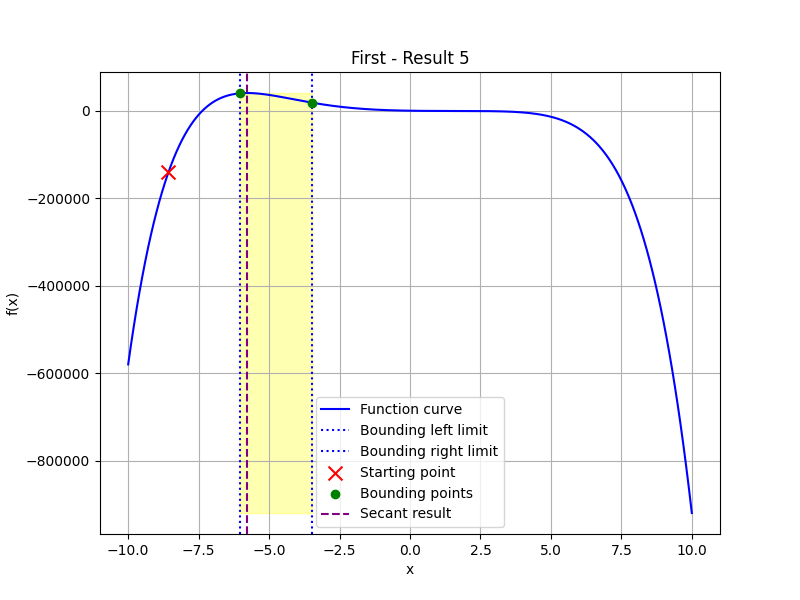 First - Result 5
f(x)
0
−200000
−400000
−600000
−800000
Function curve
Bounding left limit
Bounding right limit
Starting point
Bounding points
Secant result
−10.0 −7.5 −5.0 −2.5 0.0 2.5 5.0 7.5 10.0
x